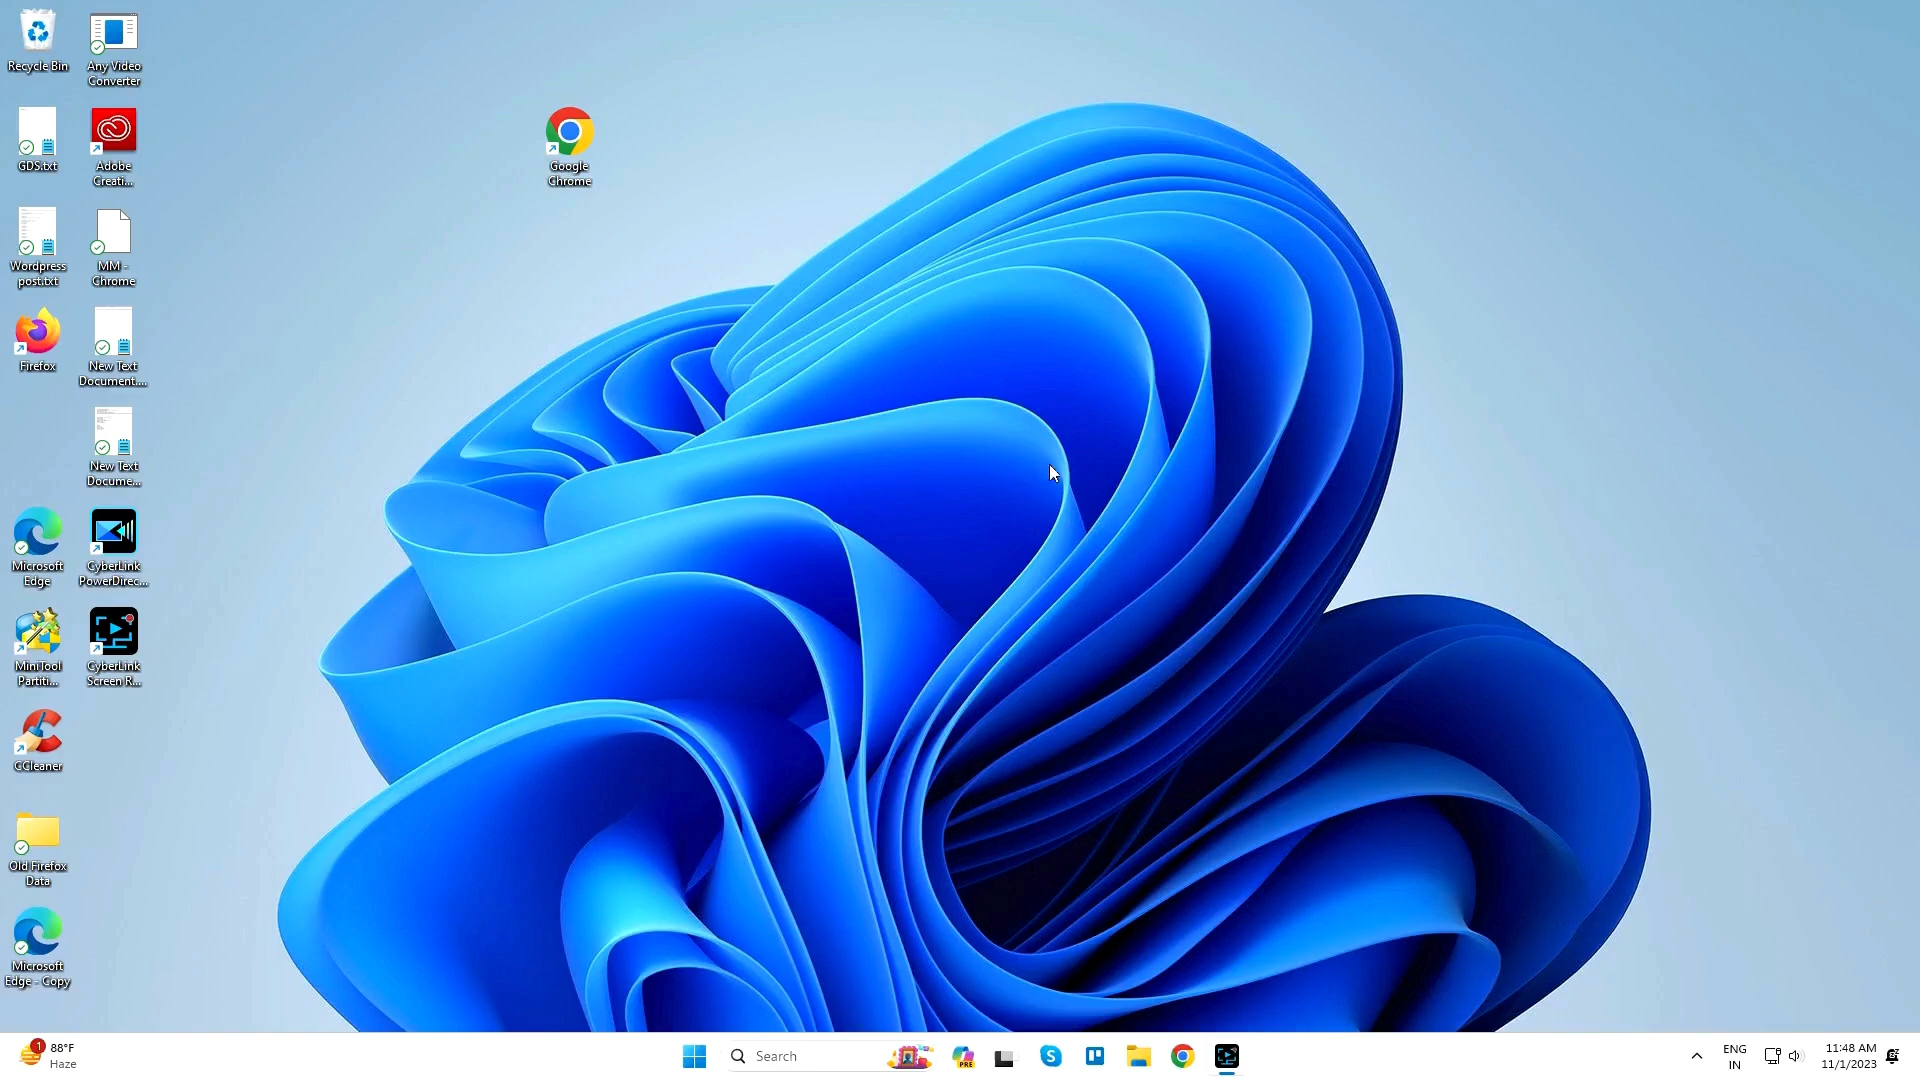 Recycle Bin
Any Video
Converter
GDS.txt
Adobe
Creati...
Google
Chrome
Wordpress
post.txt
MM -
Chrome
Firefox
New Text
Document....
New Text
Docume...
Microsoft
Edge
CyberLink
PowerDirec...
MiniTool
Partiti...
CyberLink
Screen R...
CCleaner
Old Firefox
Data
Microsoft
Edge - Copy
1
88°F
Haze
Search
PRE
ENG
IN
11:48 AM
11/1/2023